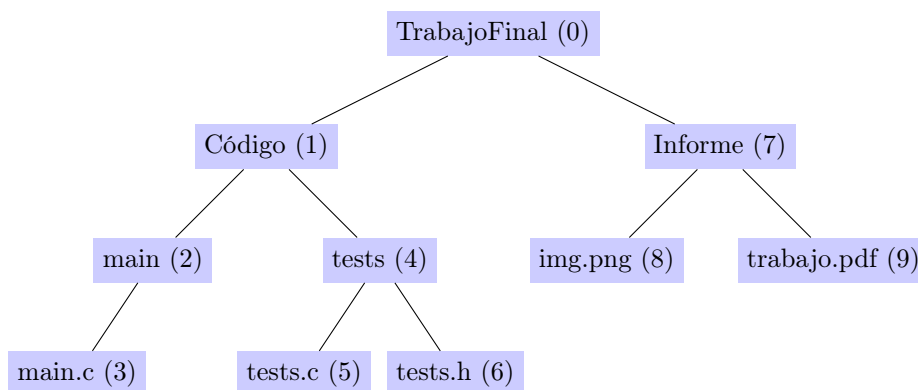 TrabajoFinal (0)
Código (1)
Informe (7)
main (2)
tests (4)
img.png (8)
trabajo.pdf (9)
main.c (3)
tests.c (5)
tests.h (6)